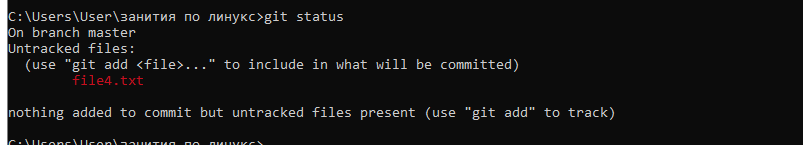 C:\Users\User\занития по линукс>git status
On branch master
Untracked files:
  (use "git add <file>..." to include in what will be committed)
        file4.txt

nothing added to commit but untracked files present (use "git add" to track)

C:\Users\User\занития по линукс>